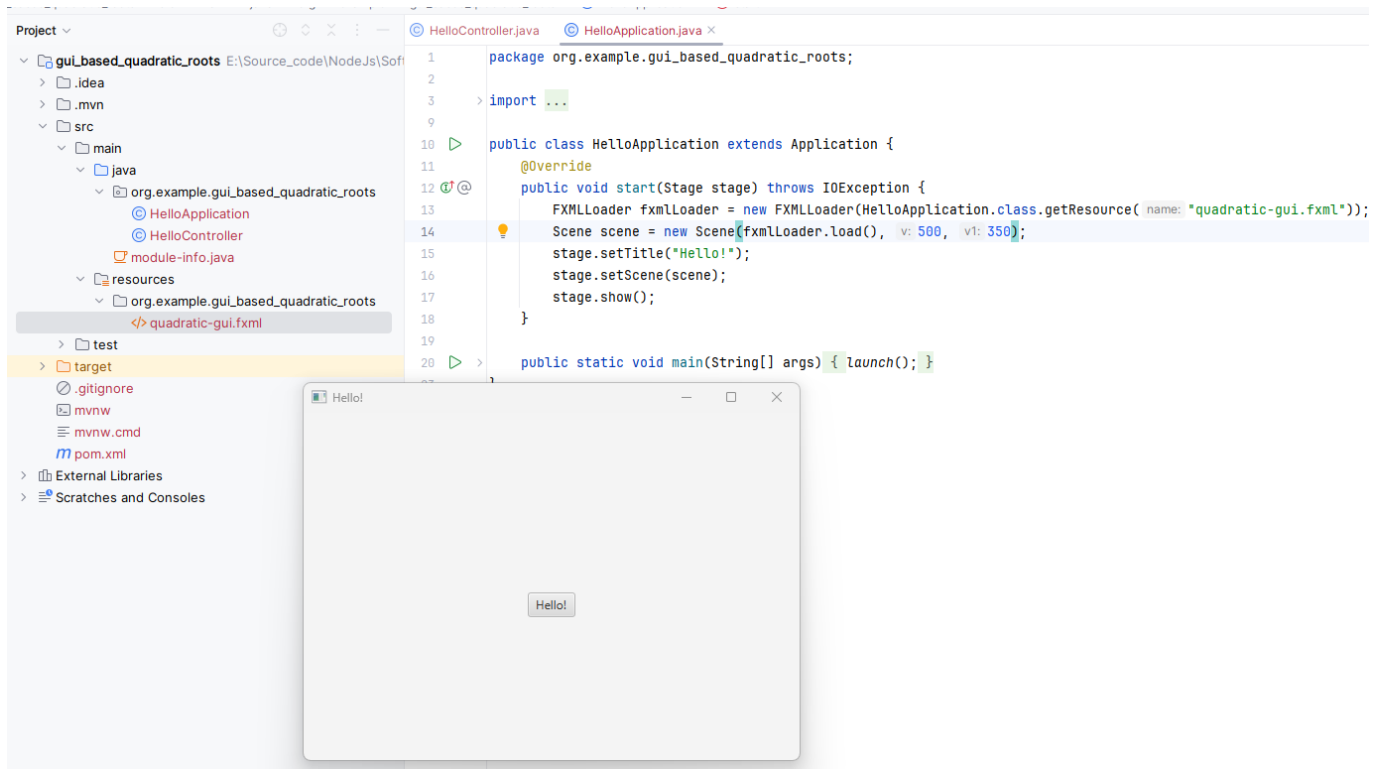 Project
gui_based_quadratic_roots E:\Source_code\NodeJs\Sof
.idea
.mvn
src
main
java
org.example.gui_based_quadratic_roots
HelloApplication
HelloController
module-info.java
resources
org.example.gui_based_quadratic_roots
quadratic-gui.fxml
test
target
.gitignore
mvnw
mvnw.cmd
pom.xml
External Libraries
Scratches and Consoles
HelloController.java HelloApplication.java
1 package org.example.gui_based_quadratic_roots;
2
3 import ...
9
10 public class HelloApplication extends Application {
11 @Override
12 public void start(Stage stage) throws IOException {
13 FXMLLoader fxmlLoader = new FXMLLoader(HelloApplication.class.getResource( name: "quadratic-gui.fxml"));
14 Scene scene = new Scene(fxmlLoader.load(), v: 500, v1: 350);
15 stage.setTitle("Hello!");
16 stage.setScene(scene);
17 stage.show();
18 }
19
20 public static void main(String[] args) { launch(); }
Hello!
Hello!